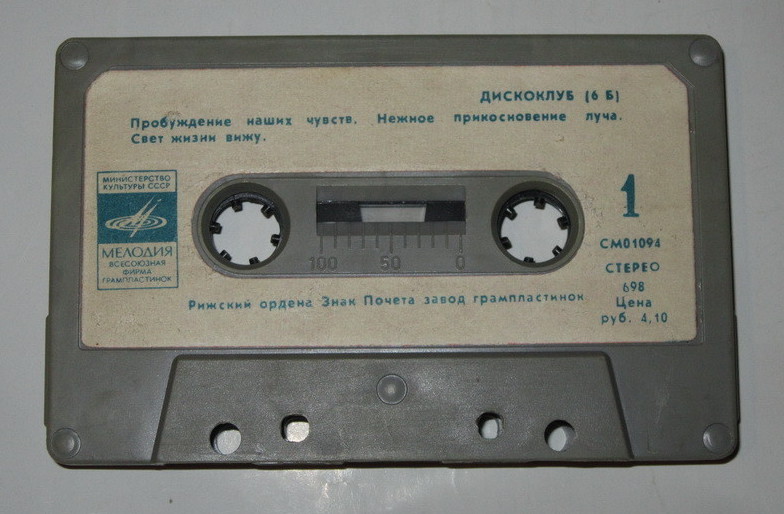 ДИСКОКЛУБ (6 Б)
Пробуждение наших чувств. Нежное прикосновение луча.
Свет жизни вижу.
МИНИСТЕРСТВО
КУЛЬТУРЫ СССР
МЕЛОДИЯ
ВСЕСОЮЗНАЯ
ФИРМА
ГРАМПЛАСТИНОК
1
СМ01094
СТЕРЕО
698
Цена
руб. 4,10
100 50 0
Рижский ордена Знак Почета завод грампластинок